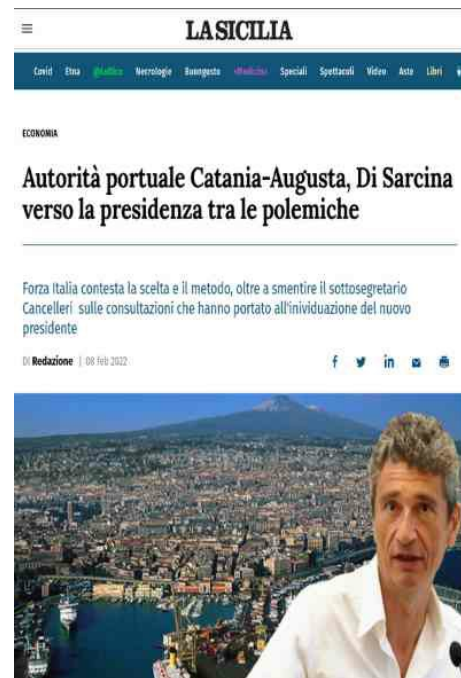 LA SICILIA
Covid Etna @LaVoce Necrologie Buongusto +Medicina Speciali Spettacoli Video Aste Libri
ECONOMIA
Autorità portuale Catania-Augusta, Di Sarcina
verso la presidenza tra le polemiche
Forza Italia contesta la scelta e il metodo, oltre a smentire il sottosegretario
Cancelleri sulle consultazioni che hanno portato all'inividuazione del nuovo
presidente
Di Redazione | 08 feb 2022